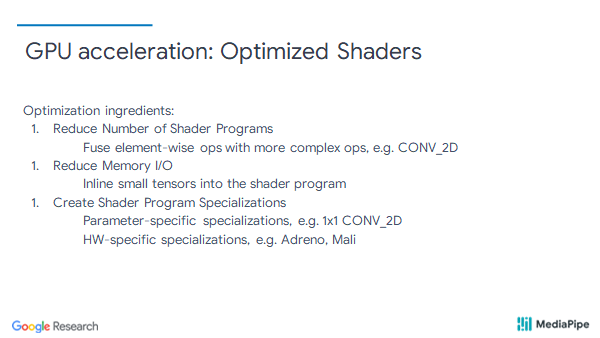 GPU acceleration: Optimized Shaders
Optimization ingredients:
1. Reduce Number of Shader Programs
Fuse element-wise ops with more complex ops, e.g. CONV_2D
1. Reduce Memory I/O
Inline small tensors into the shader program
1. Create Shader Program Specializations
Parameter-specific specializations, e.g. 1x1 CONV_2D
HW-specific specializations, e.g. Adreno, Mali
Google Research
MediaPipe